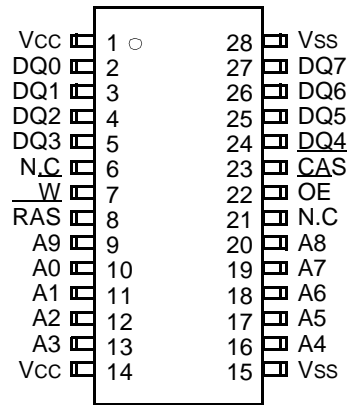 Vcc 1 28 Vss
DQ0 2 27 DQ7
DQ1 3 26 DQ6
DQ2 4 25 DQ5
DQ3 5 24 DQ4
N.C 6 23 CAS
W 7 22 OE
RAS 8 21 N.C
A9 9 20 A8
A0 10 19 A7
A1 11 18 A6
A2 12 17 A5
A3 13 16 A4
Vcc 14 15 Vss